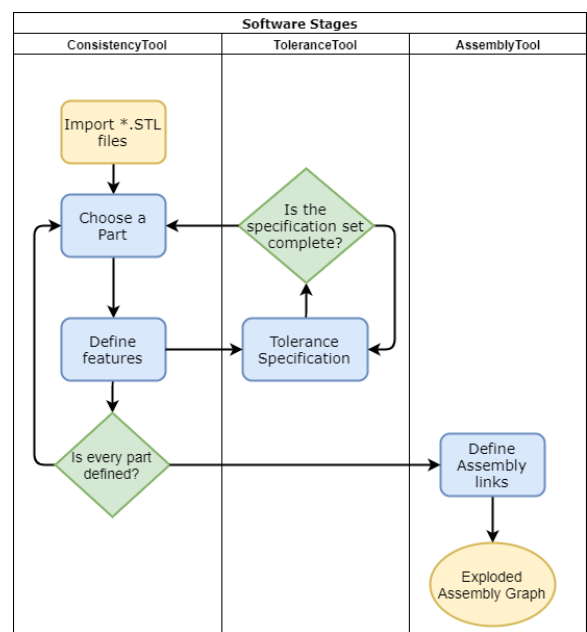 Software Stages
ConsistencyTool
ToleranceTool
AssemblyTool
Import *.STL
files
Choose a
Part
Is the
specification set
complete?
Define
features
Tolerance
Specification
Is every part
defined?
Define
Assembly
links
Exploded
Assembly Graph